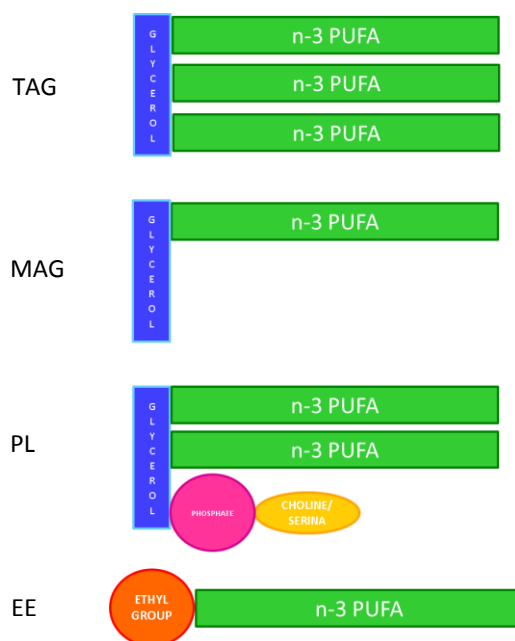 TAG
GLYCEROL
n-3 PUFA
n-3 PUFA
n-3 PUFA
MAG
GLYCEROL
n-3 PUFA
PL
GLYCEROL
n-3 PUFA
n-3 PUFA
PHOSPHATE
CHOLINE/
SERINA
EE
ETHYL
GROUP
n-3 PUFA